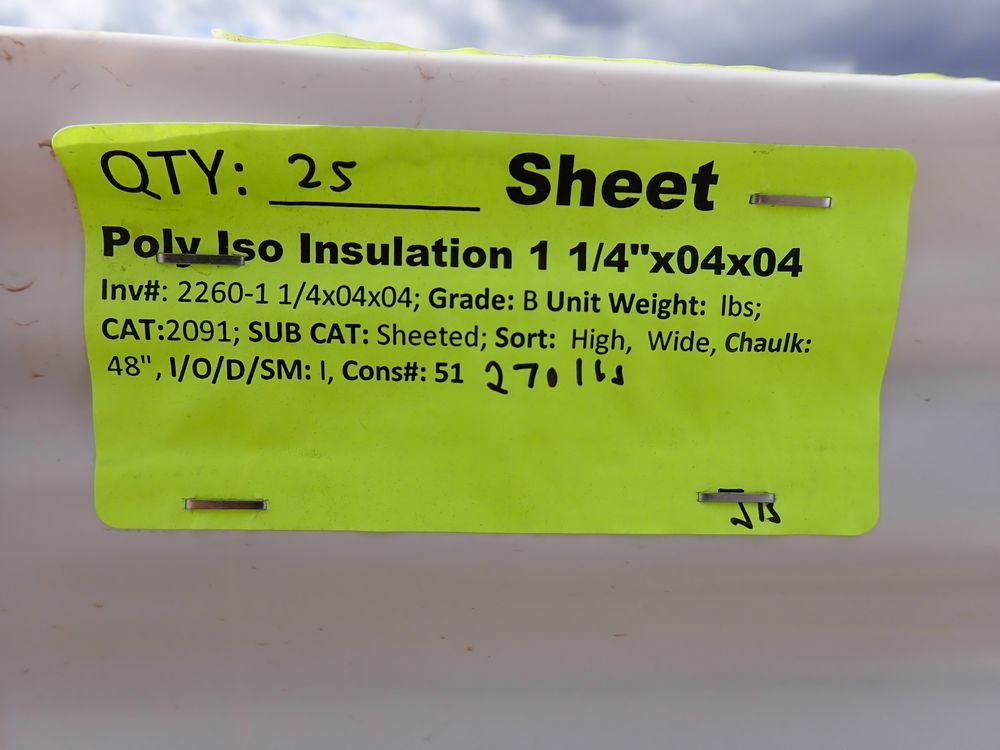 QTY: 25 Sheet
Poly Iso Insulation 1 1/4"x04x04
Inv#: 2260-1 1/4x04x04; Grade: B Unit Weight: lbs;
CAT:2091; SUB CAT: Sheeted; Sort: High, Wide, Chaulk:
48", I/O/D/SM: I, Cons#: 51 270 lbs